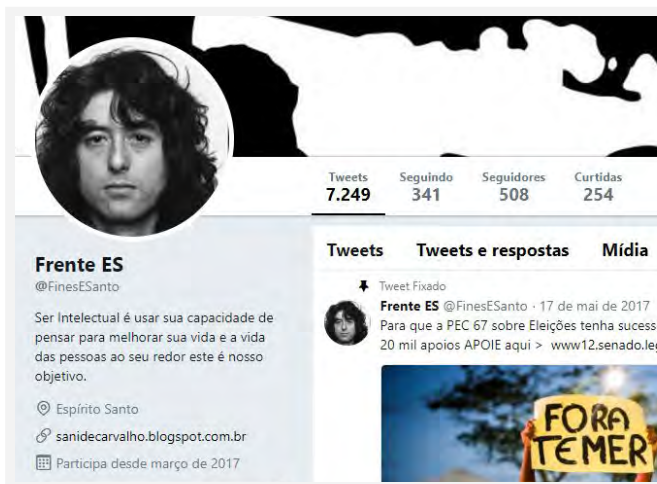 Tweets Seguindo Seguidores Curtidas
7.249 341 508 254
Frente ES
@FinesESanto
Ser Intelectual é usar sua capacidade de
pensar para melhorar sua vida e a vida
das pessoas ao seu redor este é nosso
objetivo.
Espírito Santo
sanidecarvalho.blogspot.com.br
Participa desde março de 2017
Tweets Tweets e respostas Mídia
Tweet Fixado
Frente ES @FinesESanto · 17 de mai de 2017
Para que a PEC 67 sobre Eleições tenha sucess
20 mil apoios APOIE aqui > www12.senado.leg
FORA
TEMER